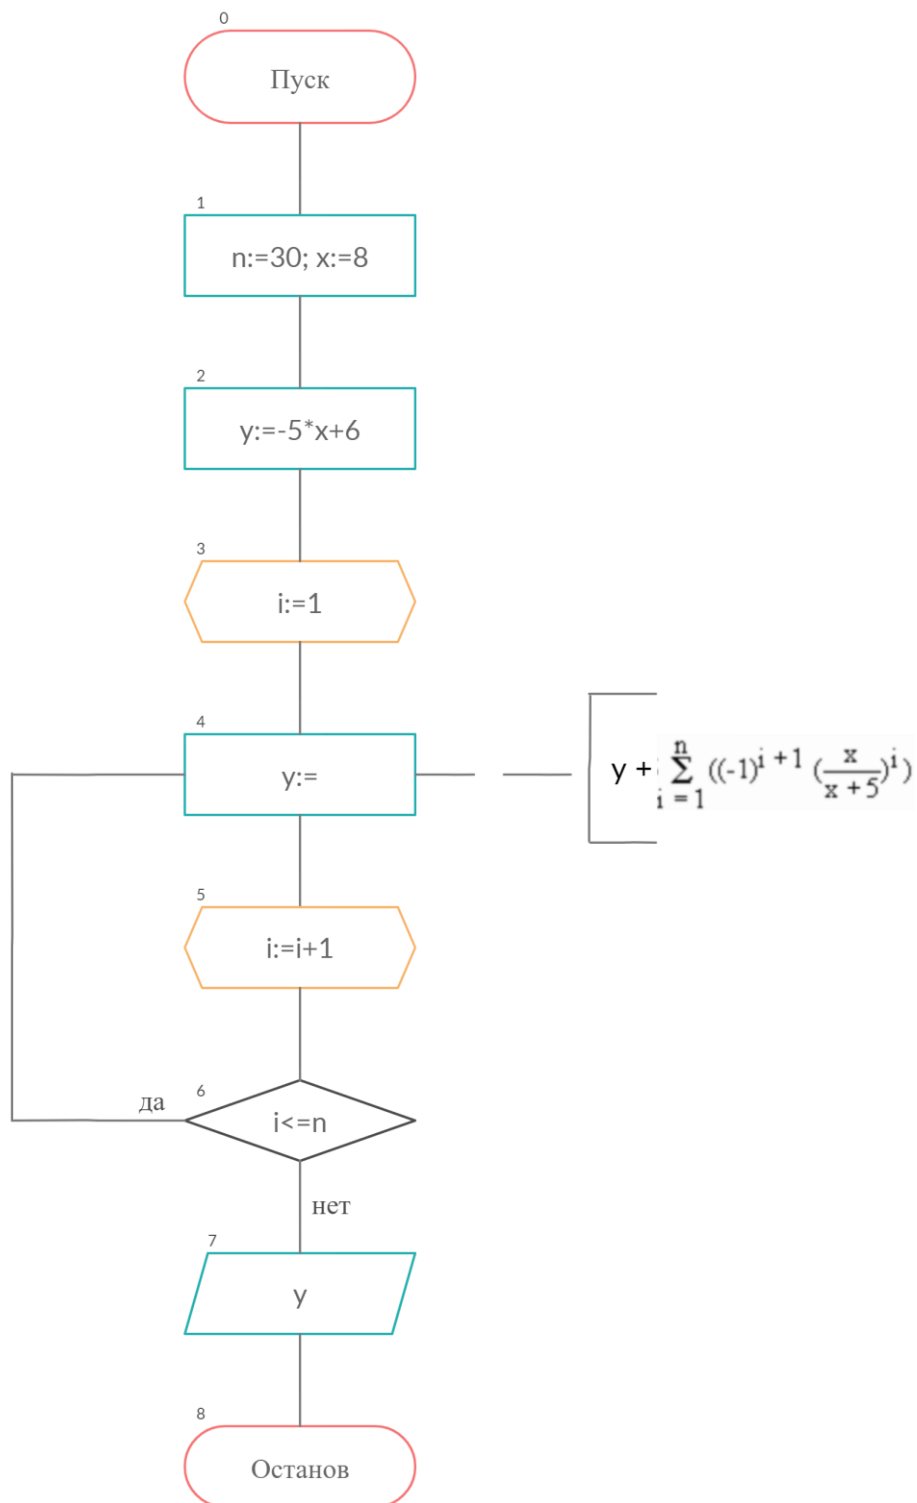 0
Пуск
1
n:=30; x:=8
2
y:=-5*x+6
3
i:=1
4
y:=
y + n∑i = 1 ((-1)^i + 1 (x/x + 5)^i )
5
i:=i+1
6
да
i<=n
нет
7
y
8
Останов